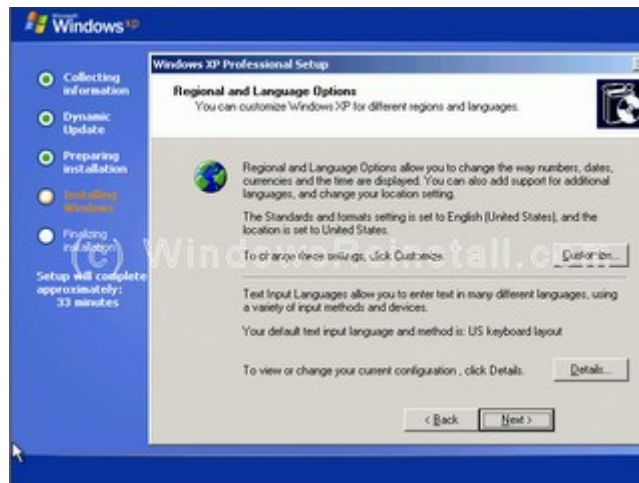 Microsoft
Windows xp
Collecting
information
Dynamic
Update
Preparing
installation
Installing
Windows
Finalizing
installation
Setup will complete
approximately:
33 minutes
Windows XP Professional Setup
Regional and Language Options
You can customize Windows XP for different regions and languages.
Regional and Language Options allow you to change the way numbers, dates,
currencies and the time are displayed. You can also add support for additional
languages, and change your location setting.
The Standards and formats setting is set to English (United States), and the
location is set to United States.
To change these settings, click Customize.
Customize...
Text Input Languages allow you to enter text in many different languages, using
a variety of input methods and devices.
Your default text input language and method is: US keyboard layout
To view or change your current configuration , click Details.
Details...
< Back
Next >
(c) WindowsReinstall.com